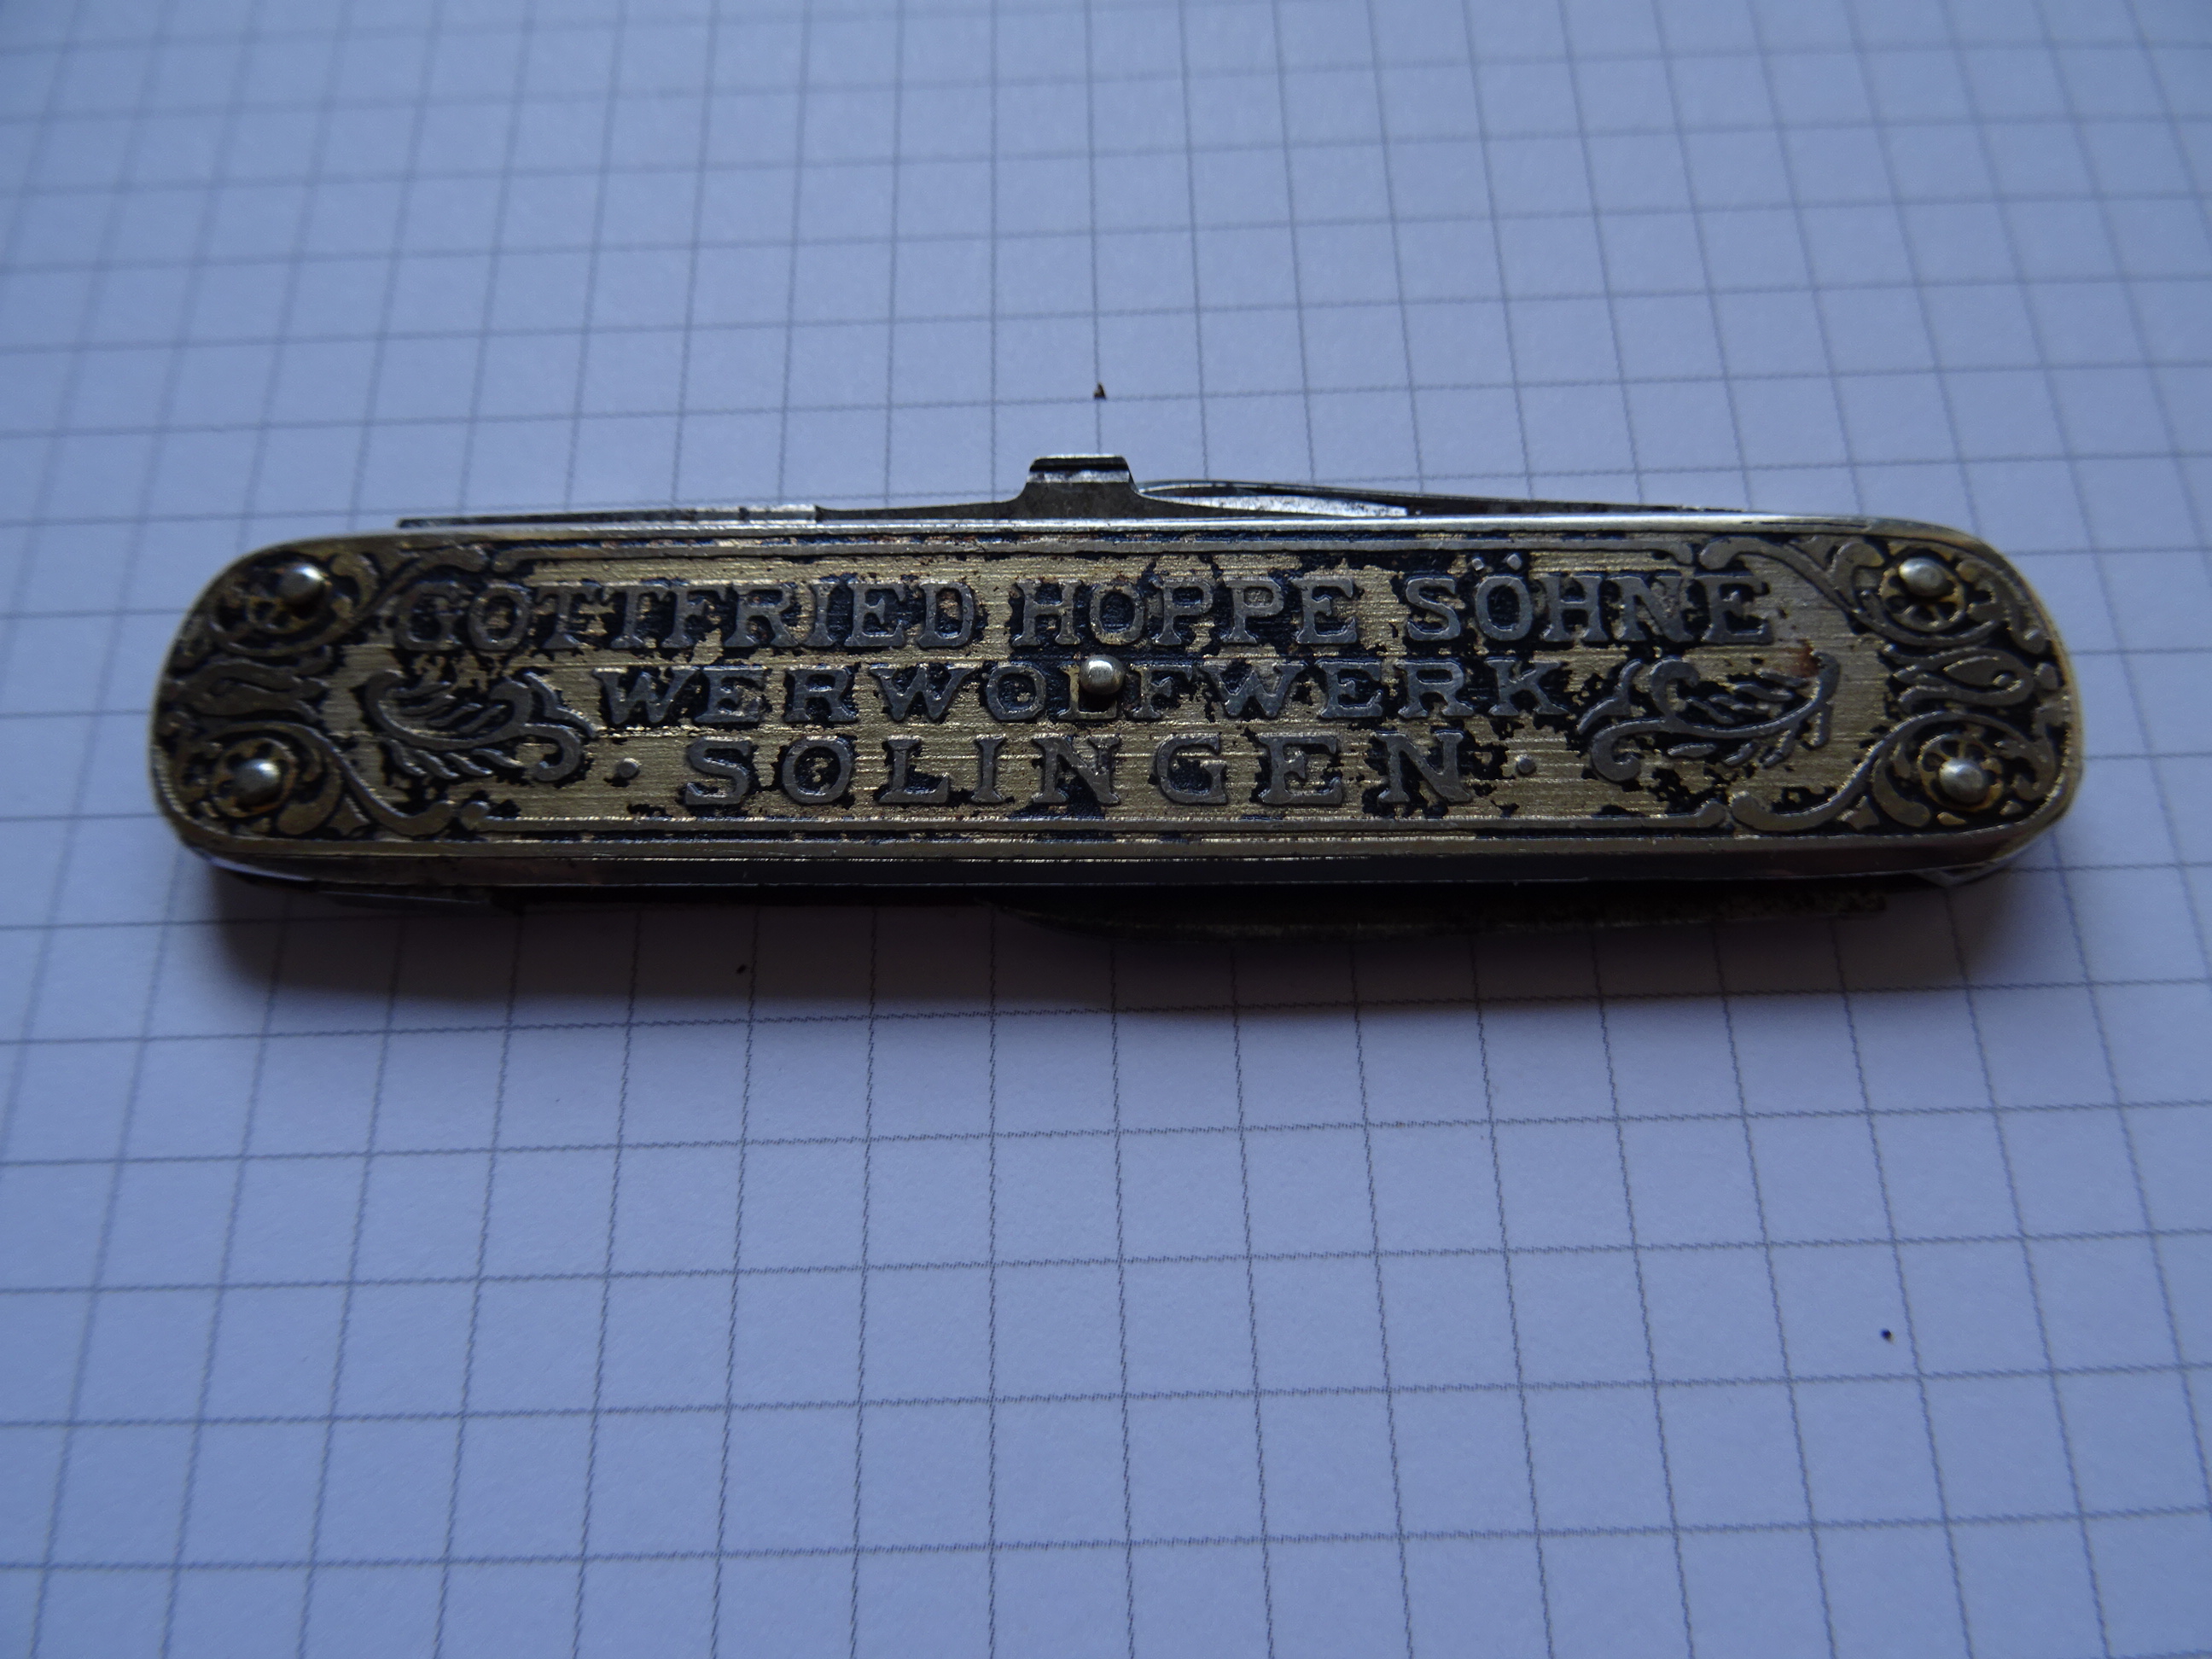 GOTTFRIED HOPPE SÖHNE
WERWOLFWERK
· SOLINGEN ·